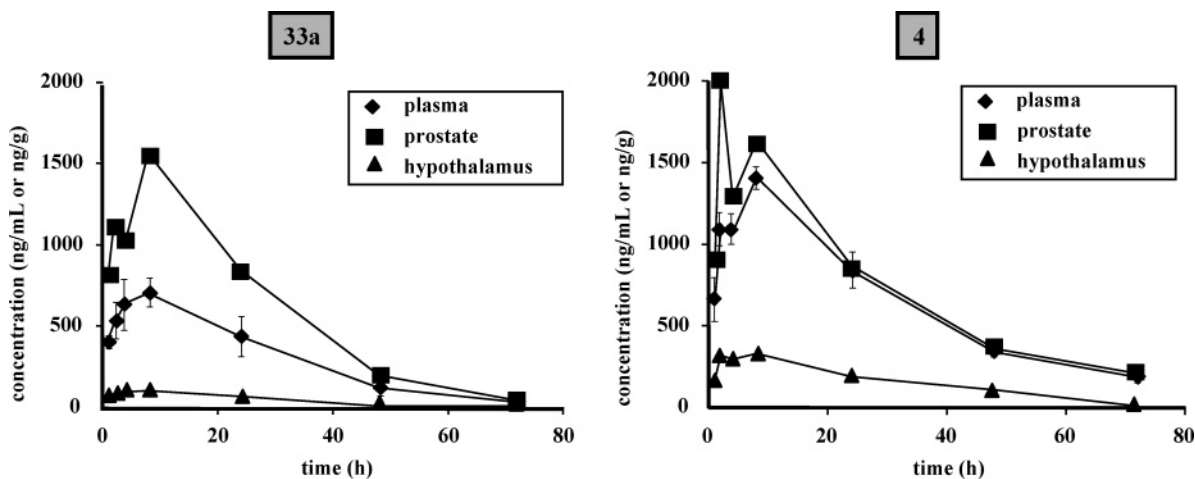 33a
concentration (ng/mL or ng/g)
2000
1500
1000
500
0
plasma
prostate
hypothalamus
0 20 40 60 80
time (h)
4
concentration (ng/mL or ng/g)
2000
1500
1000
500
0
plasma
prostate
hypothalamus
0 20 40 60 80
time (h)